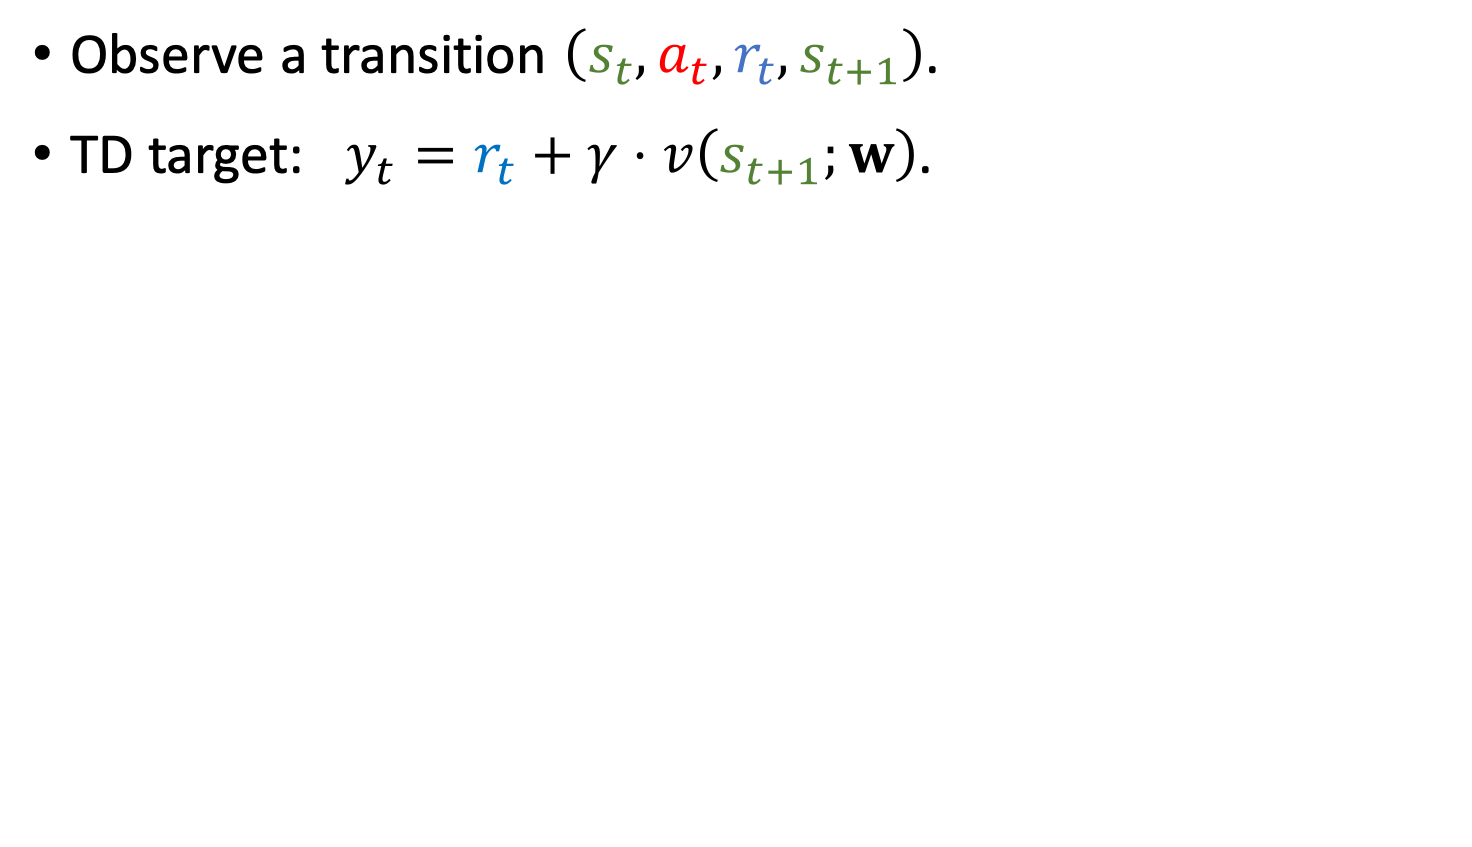 • Observe a transition (s_t, a_t, r_t, s_{t+1}).
• TD target: y_t = r_t + γ · v(s_{t+1}; w).